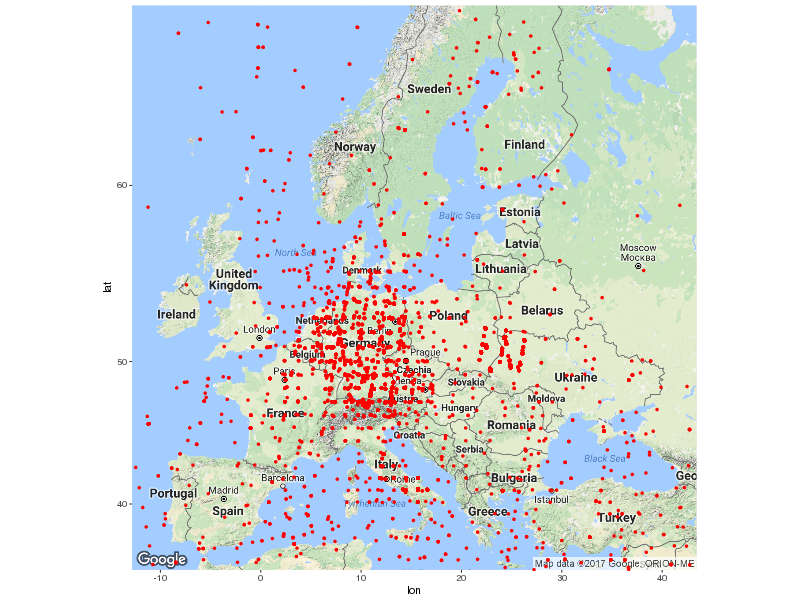 Sweden
Norway
Finland
60
Baltic Sea
Estonia
Latvia
North Sea
Moscow
Москва
Lithuania
Denmark
United
Kingdom
lat
Ireland
Netherlands
Poland
Belarus
London
Berlin
Germany
Belgium
Prague
50
Paris
Czechia
Ukraine
Slovakia
Moldova
Austria
Hungary
France
Romania
Croatia
Serbia
Black Sea
Italy
Bulgaria
Barcelona
Rome
Geo
Portugal
Madrid
Istanbul
40
Spain
Tyrrhenian Sea
Greece
Turkey
Google
Map data ©2017 Google, ORION-ME
-10
0
10
20
30
40
lon